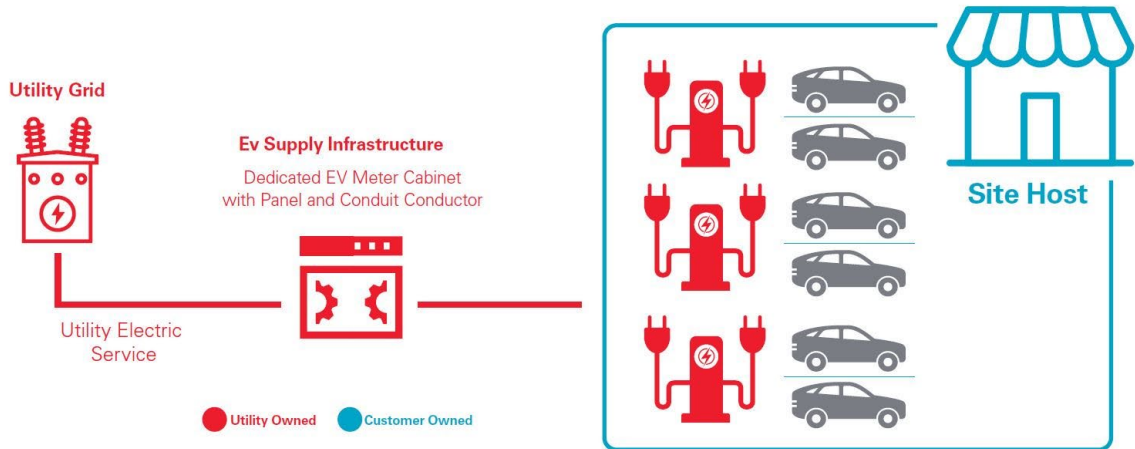 Utility Grid
Ev Supply Infrastructure
Dedicated EV Meter Cabinet
with Panel and Conduit Conductor
Utility Electric
Service
Site Host
Utility Owned
Customer Owned